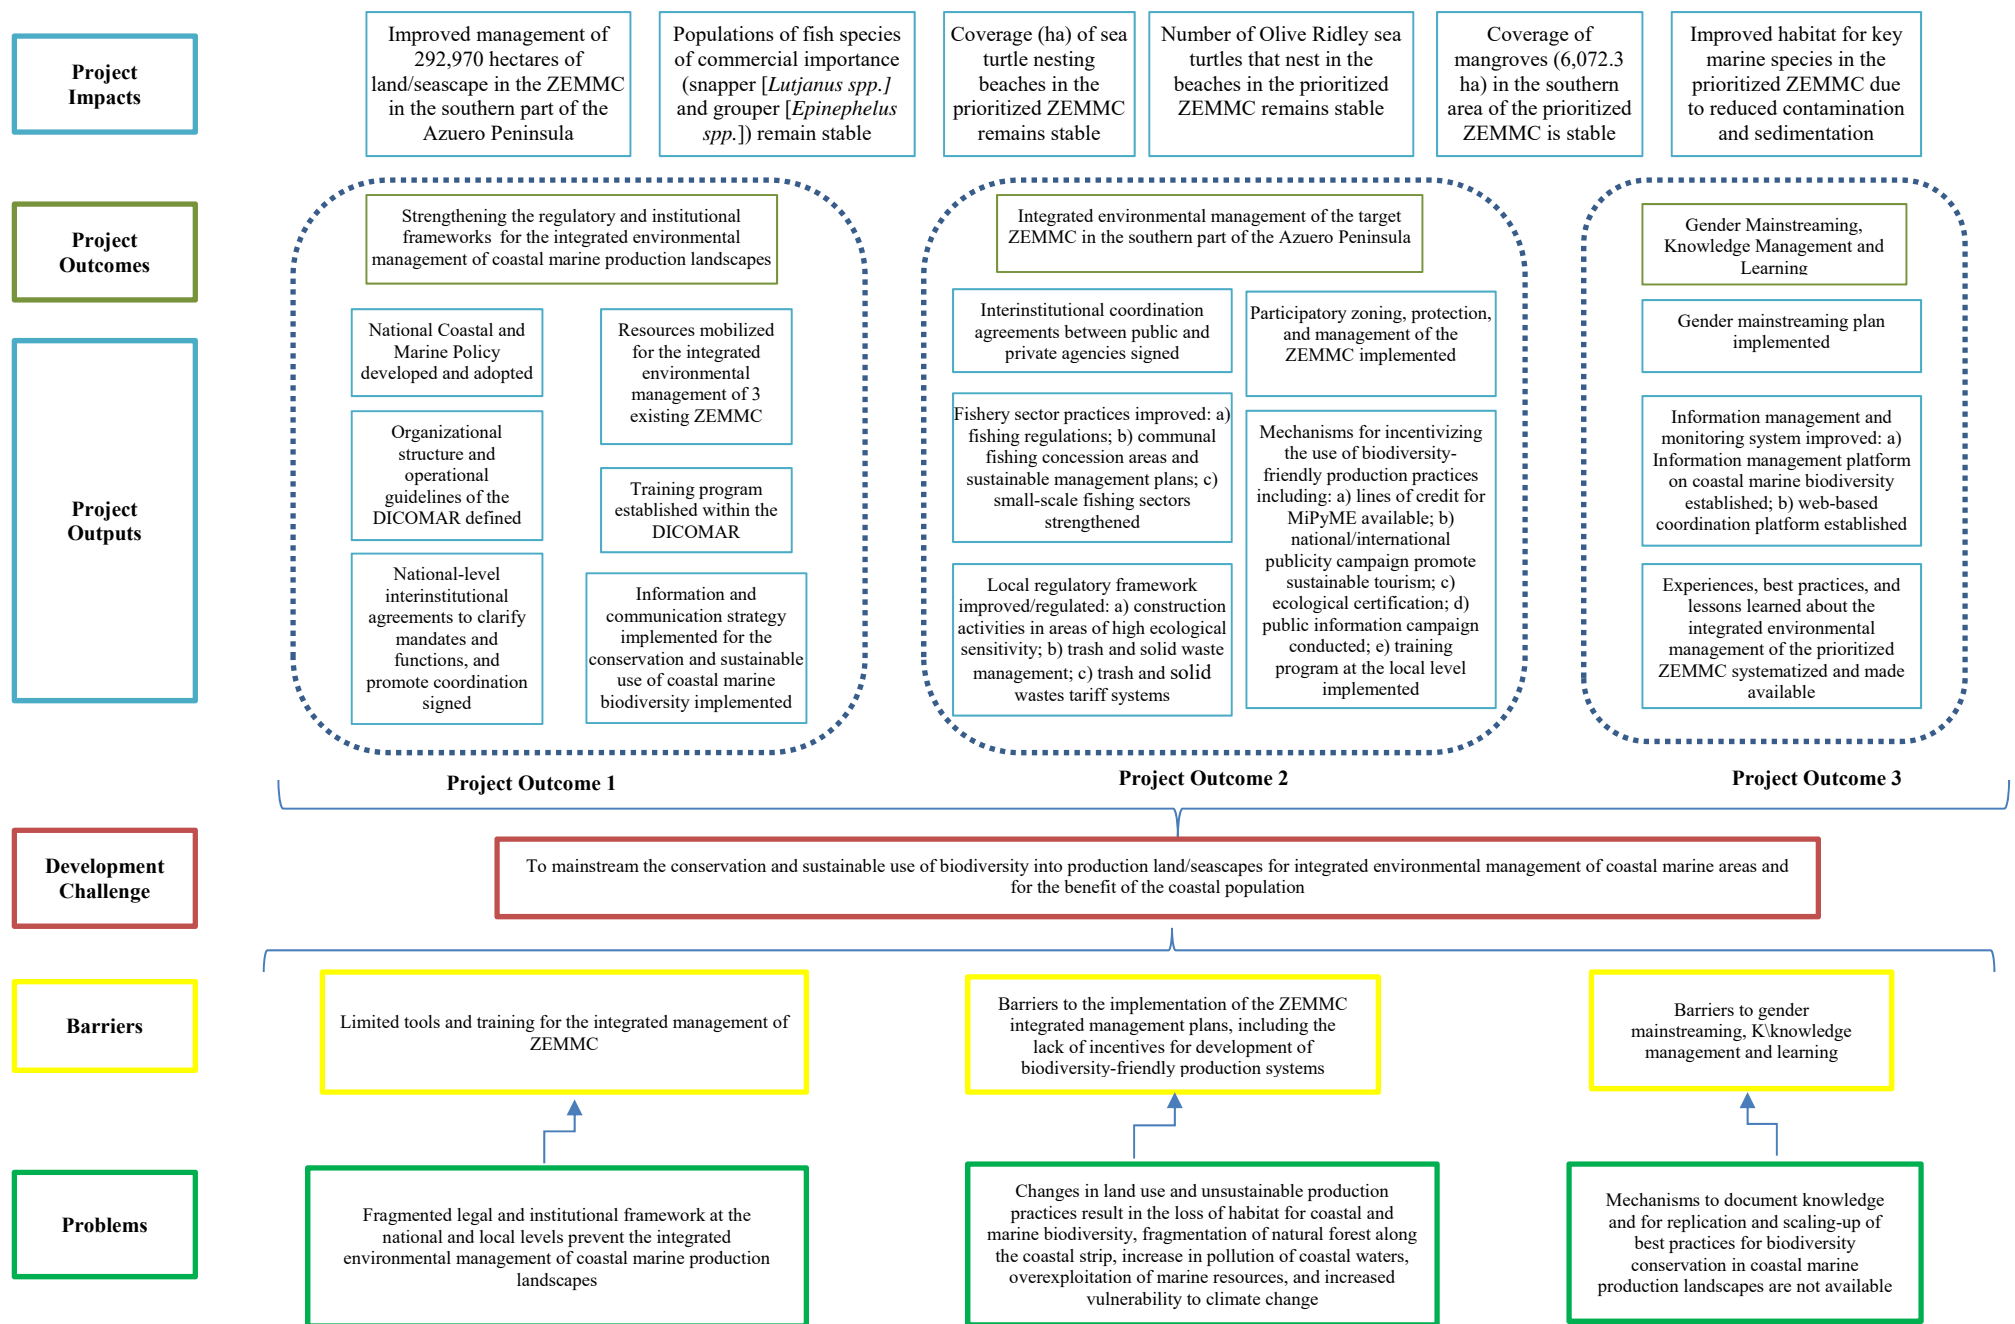 Project
Impacts
Improved management of
292,970 hectares of
land/seascape in the ZEMMC
in the southern part of the
Azuero Peninsula
Populations of fish species
of commercial importance
(snapper [Lutjanus spp.]
and grouper [Epinephelus
spp.]) remain stable
Coverage (ha) of sea
turtle nesting
beaches in the
prioritized ZEMMC
remains stable
Number of Olive Ridley sea
turtles that nest in the
beaches in the prioritized
ZEMMC remains stable
Coverage of
mangroves (6,072.3
ha) in the southern
area of the prioritized
ZEMMC is stable
Improved habitat for key
marine species in the
prioritized ZEMMC due
to reduced contamination
and sedimentation
Project
Outcomes
Strengthening the regulatory and institutional
frameworks for the integrated environmental
management of coastal marine production landscapes
Integrated environmental management of the target
ZEMMC in the southern part of the Azuero Peninsula
Gender Mainstreaming,
Knowledge Management and
Learning
Project
Outputs
National Coastal and
Marine Policy
developed and adopted
Organizational
structure and
operational
guidelines of the
DICOMAR defined
National-level
interinstitutional
agreements to clarify
mandates and
functions, and
promote coordination
signed
Resources mobilized
for the integrated
environmental
management of 3
existing ZEMMC
Training program
established within the
DICOMAR
Information and
communication strategy
implemented for the
conservation and sustainable
use of coastal marine
biodiversity implemented
Interinstitutional coordination
agreements between public and
private agencies signed
Fishery sector practices improved: a)
fishing regulations; b) communal
fishing concession areas and
sustainable management plans; c)
small-scale fishing sectors
strengthened
Local regulatory framework
improved/regulated: a) construction
activities in areas of high ecological
sensitivity; b) trash and solid waste
management; c) trash and solid
wastes tariff systems
Participatory zoning, protection,
and management of the
ZEMMC implemented
Mechanisms for incentivizing
the use of biodiversity-
friendly production practices
including: a) lines of credit for
MiPyME available; b)
national/international
publicity campaign promote
sustainable tourism; c)
ecological certification; d)
public information campaign
conducted; e) training
program at the local level
implemented
Gender mainstreaming plan
implemented
Information management and
monitoring system improved: a)
Information management platform
on coastal marine biodiversity
established; b) web-based
coordination platform established
Experiences, best practices, and
lessons learned about the
integrated environmental
management of the prioritized
ZEMMC systematized and made
available
Project Outcome 1
Project Outcome 2
Project Outcome 3
Development
Challenge
To mainstream the conservation and sustainable use of biodiversity into production land/seascapes for integrated environmental management of coastal marine areas and
for the benefit of the coastal population
Barriers
Limited tools and training for the integrated management of
ZEMMC
Barriers to the implementation of the ZEMMC
integrated management plans, including the
lack of incentives for development of
biodiversity-friendly production systems
Barriers to gender
mainstreaming, K\knowledge
management and learning
Problems
Fragmented legal and institutional framework at the
national and local levels prevent the integrated
environmental management of coastal marine production
landscapes
Changes in land use and unsustainable production
practices result in the loss of habitat for coastal and
marine biodiversity, fragmentation of natural forest along
the coastal strip, increase in pollution of coastal waters,
overexploitation of marine resources, and increased
vulnerability to climate change
Mechanisms to document knowledge
and for replication and scaling-up of
best practices for biodiversity
conservation in coastal marine
production landscapes are not available